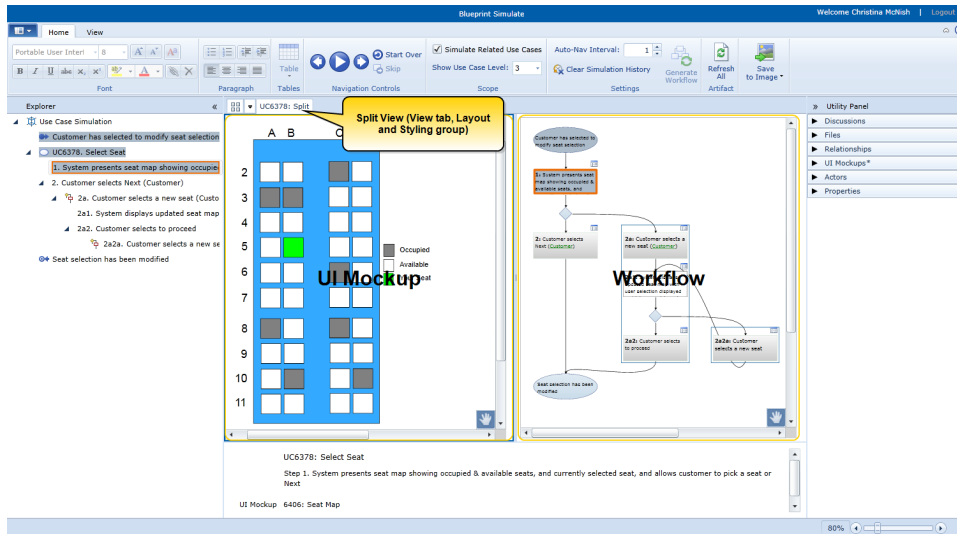 Blueprint Simulate
Welcome Christina McNish | Logout
Home View
Portable User Interl 8
Table
Start Over
Skip
Simulate Related Use Cases
Show Use Case Level: 3
Auto-Nav Interval: 1
Clear Simulation History
Generate Workflow
Refresh All
Save to Image
Font Paragraph Tables Navigation Controls Scope Settings Artifact
Explorer
Use Case Simulation
Customer has selected to modify seat selection
UC6378. Select Seat
1. System presents seat map showing occupie
2. Customer selects Next (Customer)
2a. Customer selects a new seat (Custo
2a1. System displays updated seat map
2a2. Customer selects to proceed
2a2a. Customer selects a new se
Seat selection has been modified
UC6378: Split
Split View (View tab, Layout
and Styling group)
A B
2
3
4
5
6
7
8
9
10
11
Occupied
Available
UI Mockup
Customer has selected to
modify seat selection
1: System presents seat
map showing occupied &
available seats, and
2: Customer selects
Next (Customer)
2a: Customer selects a
new seat (Customer)
Workflow
user selection displayed
2a2: Customer selects
to proceed
2a2a: Customer
selects a new seat
Seat selection has been
modified
UC6378: Select Seat
Step 1. System presents seat map showing occupied & available seats, and currently selected seat, and allows customer to pick a seat or
Next
UI Mockup 6406: Seat Map
Utility Panel
Discussions
Files
Relationships
UI Mockups*
Actors
Properties
80%